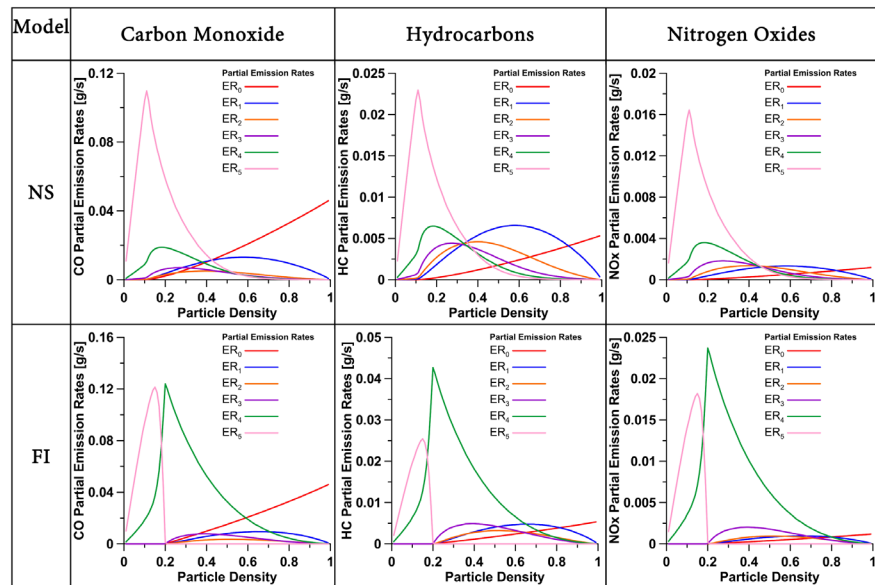 Model
Carbon Monoxide
Hydrocarbons
Nitrogen Oxides
NS
CO Partial Emission Rates [g/s]
0.12
0.08
0.04
0
Partial Emission Rates
ER0
ER1
ER2
ER3
ER4
ER5
0 0.2 0.4 0.6 0.8 1
Particle Density
HC Partial Emission Rates [g/s]
0.025
0.02
0.015
0.01
0.005
0
Partial Emission Rates
ER0
ER1
ER2
ER3
ER4
ER5
0 0.2 0.4 0.6 0.8 1
Particle Density
NOx Partial Emission Rates [g/s]
0.02
0.016
0.012
0.008
0.004
0
Partial Emission Rates
ER0
ER1
ER2
ER3
ER4
ER5
0 0.2 0.4 0.6 0.8 1
Particle Density
FI
CO Partial Emission Rates [g/s]
0.16
0.12
0.08
0.04
0
Partial Emission Rates
ER0
ER1
ER2
ER3
ER4
ER5
0 0.2 0.4 0.6 0.8 1
Particle Density
HC Partial Emission Rates [g/s]
0.05
0.04
0.03
0.02
0.01
0
Partial Emission Rates
ER0
ER1
ER2
ER3
ER4
ER5
0 0.2 0.4 0.6 0.8 1
Particle Density
NOx Partial Emission Rates [g/s]
0.025
0.02
0.015
0.01
0.005
0
Partial Emission Rates
ER0
ER1
ER2
ER3
ER4
ER5
0 0.2 0.4 0.6 0.8 1
Particle Density